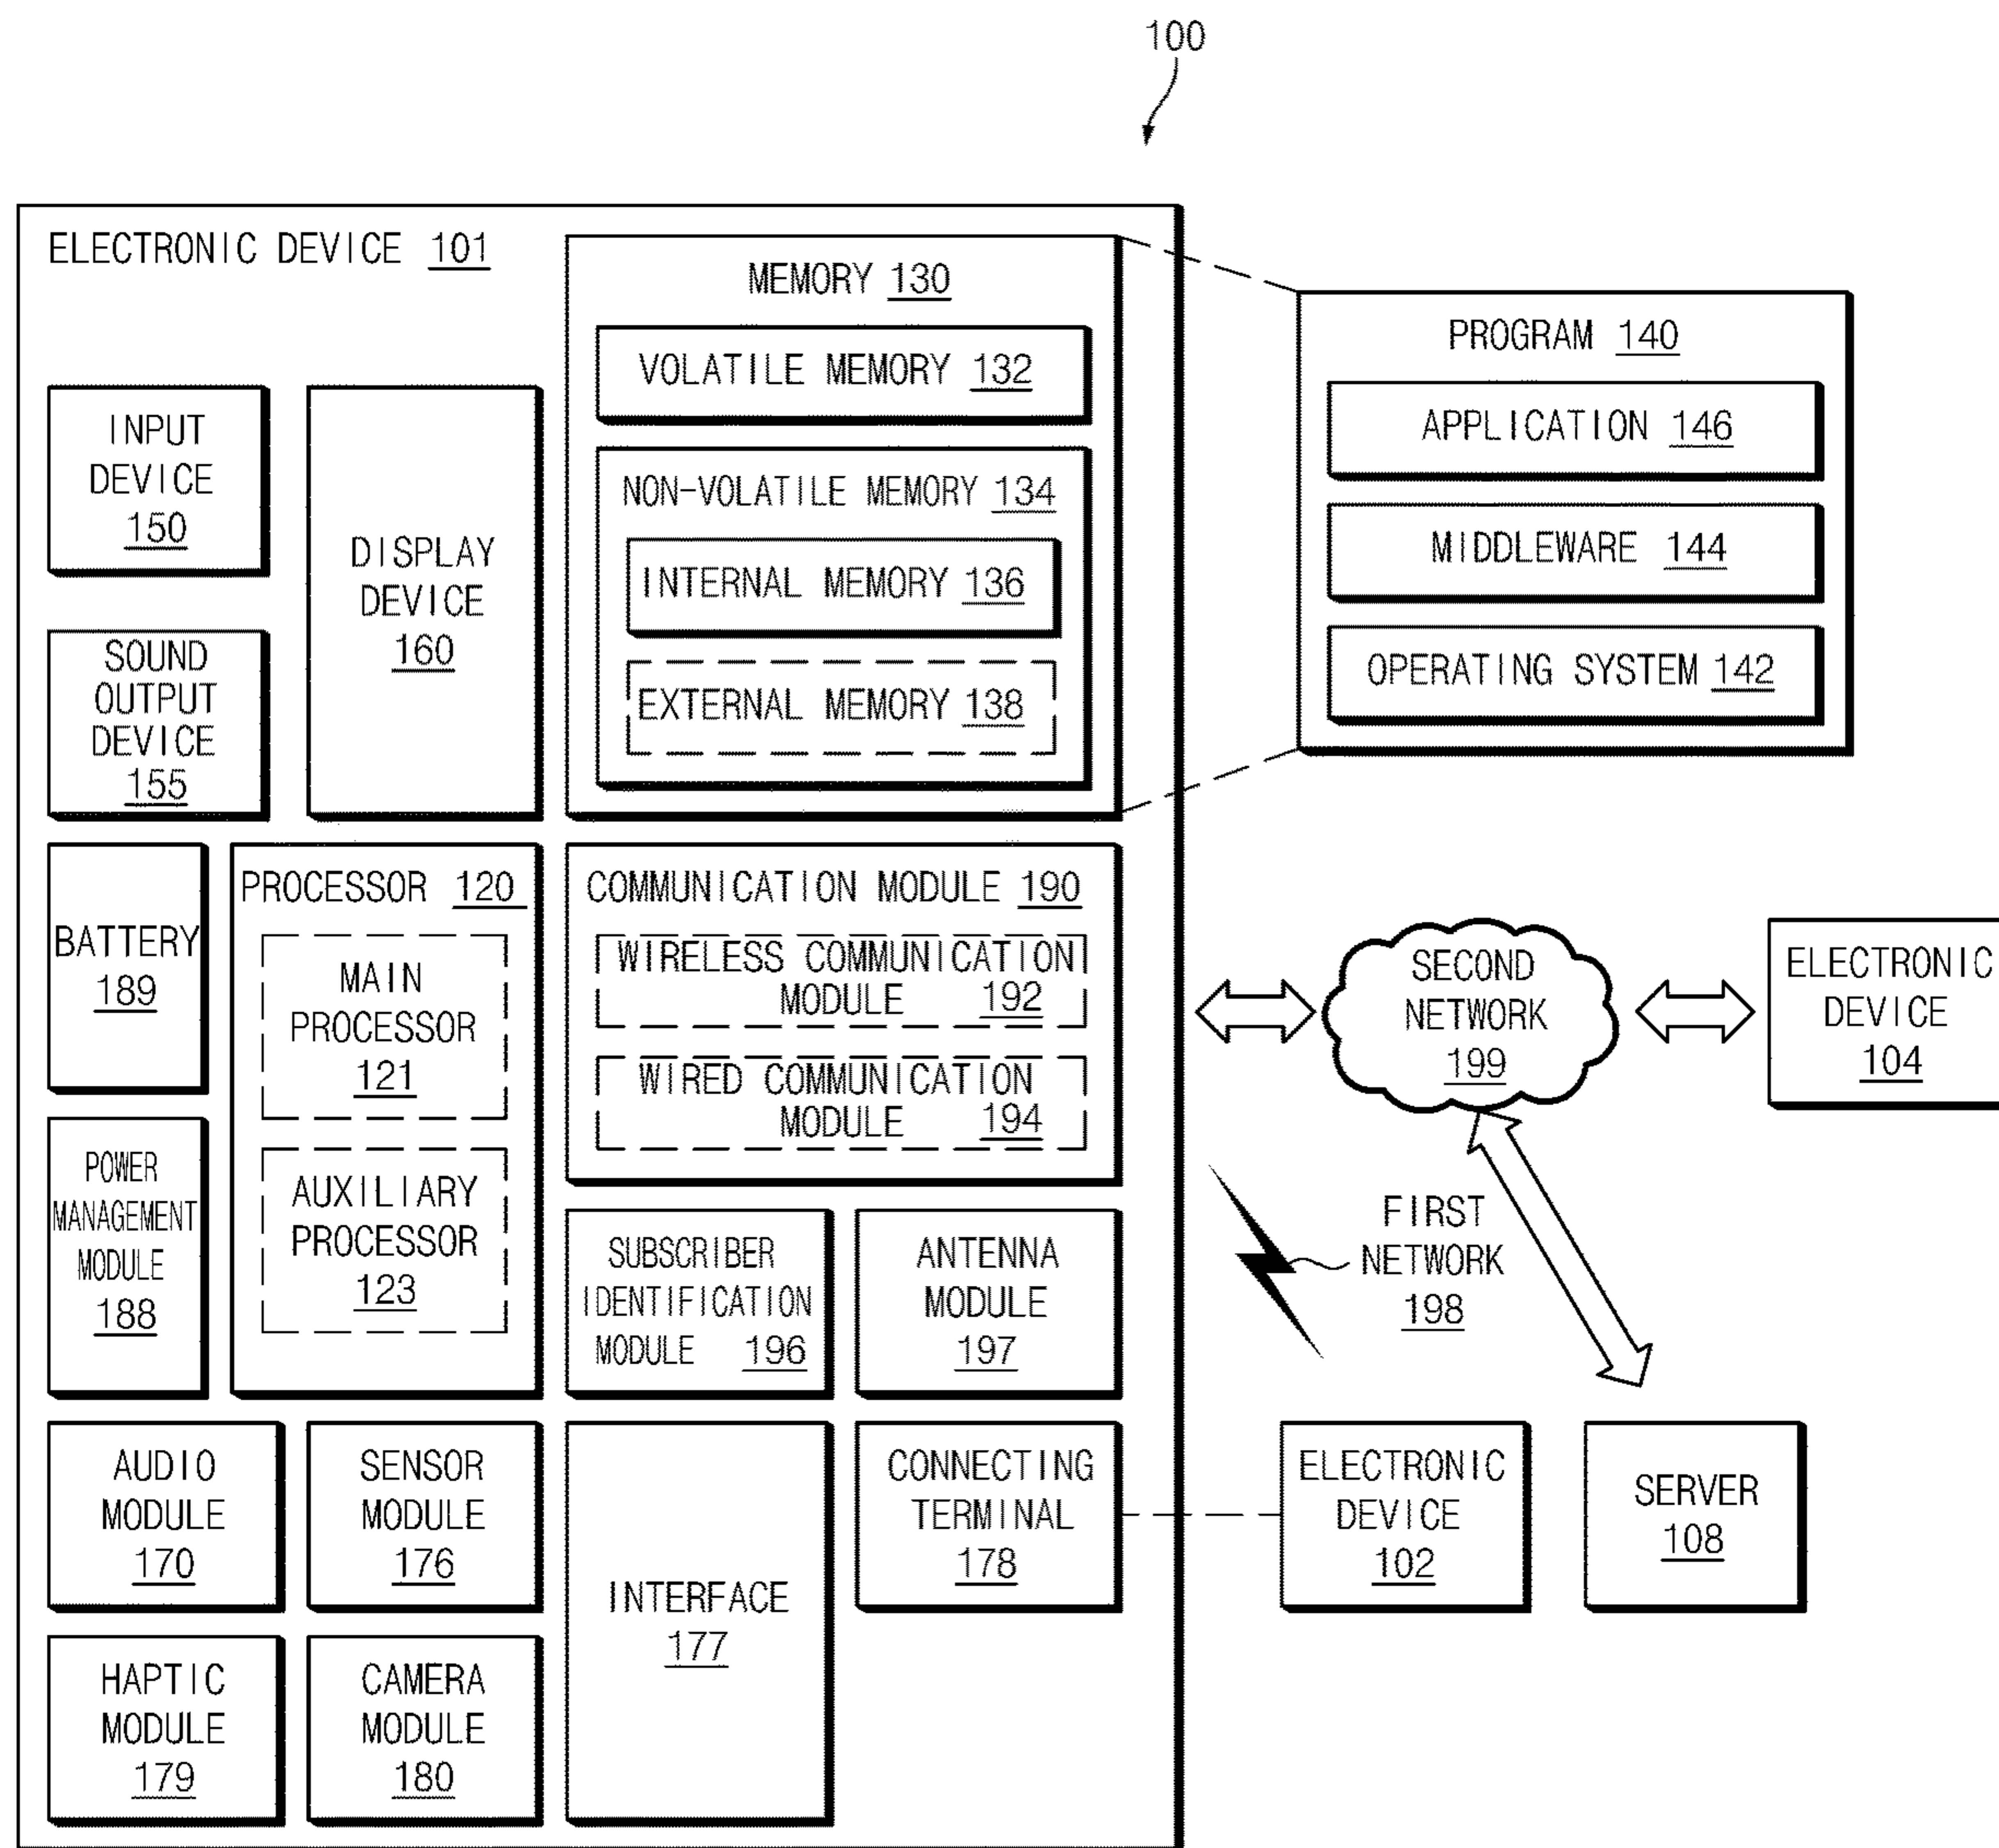 100
ELECTRONIC DEVICE 101
MEMORY 130
VOLATILE MEMORY 132
NON-VOLATILE MEMORY 134
INTERNAL MEMORY 136
EXTERNAL MEMORY 138
PROGRAM 140
APPLICATION 146
MIDDLEWARE 144
OPERATING SYSTEM 142
INPUT
DEVICE
150
SOUND
OUTPUT
DEVICE
155
DISPLAY
DEVICE
160
BATTERY
189
POWER
MANAGEMENT
MODULE
188
PROCESSOR 120
MAIN
PROCESSOR
121
AUXILIARY
PROCESSOR
123
COMMUNICATION MODULE 190
WIRELESS COMMUNICATION
MODULE 192
WIRED COMMUNICATION
MODULE 194
SUBSCRIBER
IDENTIFICATION
MODULE 196
ANTENNA
MODULE
197
SECOND
NETWORK
199
ELECTRONIC
DEVICE
104
FIRST
NETWORK
198
AUDIO
MODULE
170
SENSOR
MODULE
176
INTERFACE
177
CONNECTING
TERMINAL
178
ELECTRONIC
DEVICE
102
SERVER
108
HAPTIC
MODULE
179
CAMERA
MODULE
180